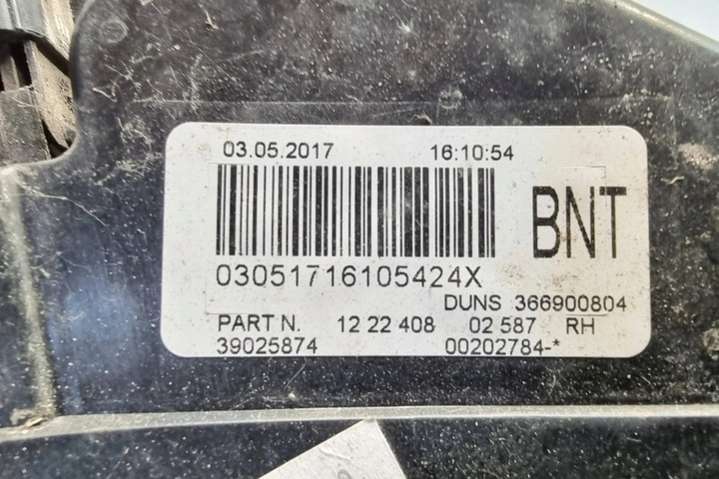 03.05.2017 16:10:54
BNT
03051716105424X
DUNS 366900804
PART N. 12 22 408 02 587 RH
39025874 00202784-*